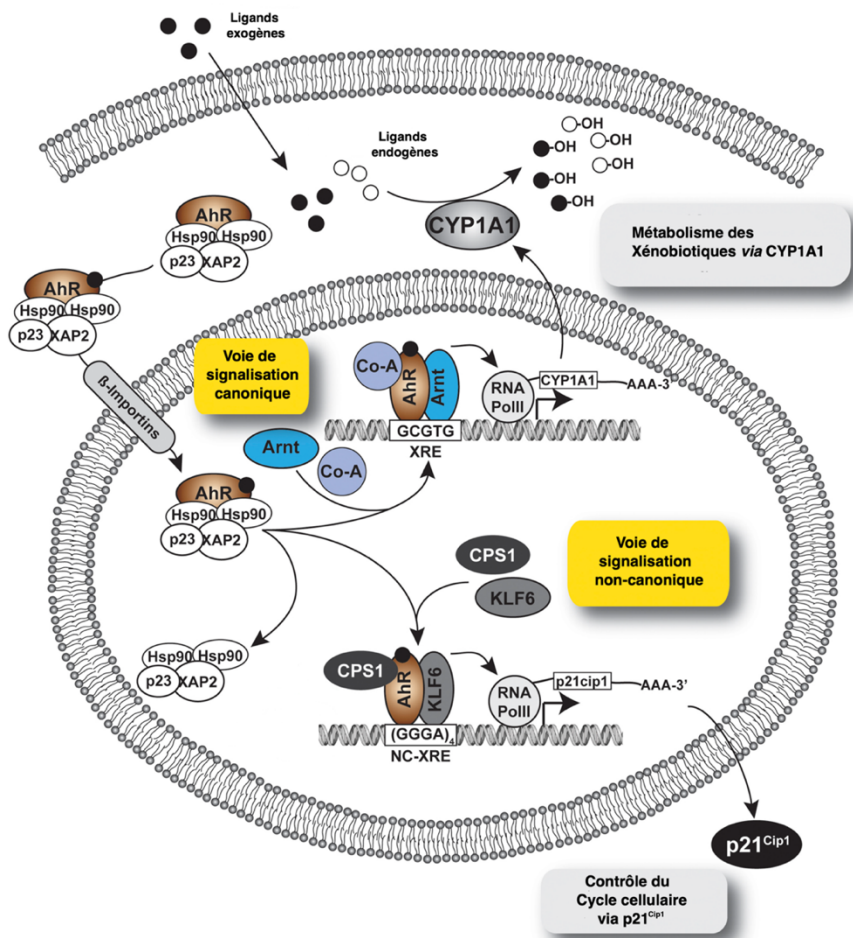 Ligands
exogènes
Ligands
endogènes
-OH
-OH
-OH
-OH
-OH
-OH
CYP1A1
Métabolisme des
Xénobiotiques via CYP1A1
AhR
Hsp90 Hsp90
p23 XAP2
AhR
Hsp90 Hsp90
p23 XAP2
ß-Importins
Voie de
signalisation
canonique
Co-A
AhR
Arnt
RNA
PolII
CYP1A1
AAA-3'
GCGTG
XRE
Arnt
Co-A
AhR
Hsp90 Hsp90
p23 XAP2
CPS1
KLF6
Voie de
signalisation
non-canonique
Hsp90 Hsp90
p23 XAP2
CPS1
AhR
KLF6
RNA
PolII
p21cip1
AAA-3'
(GGGA)4
NC-XRE
p21Cip1
Contrôle du
Cycle cellulaire
via p21Cip1